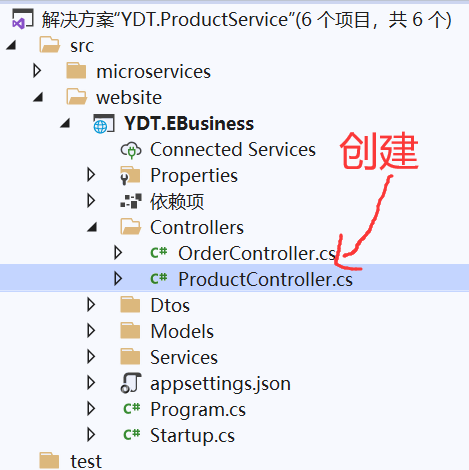 解决方案"YDT.ProductService"(6 个项目，共 6 个)
src
microservices
website
YDT.EBusiness
Connected Services
Properties
依赖项
Controllers
创建
C# OrderController.cs
C# ProductController.cs
Dtos
Models
Services
appsettings.json
C# Program.cs
C# Startup.cs
test